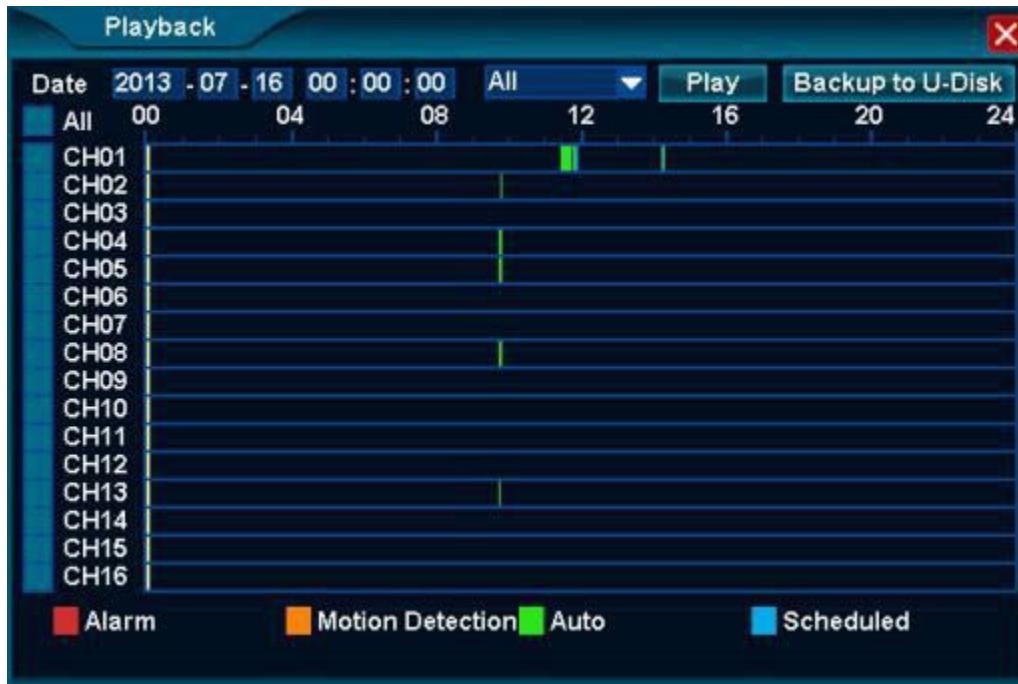 Playback
Date 2013 - 07 - 16 00 : 00 : 00 All Play Backup to U-Disk
All 00 04 08 12 16 20 24
CH01
CH02
CH03
CH04
CH05
CH06
CH07
CH08
CH09
CH10
CH11
CH12
CH13
CH14
CH15
CH16
Alarm Motion Detection Auto Scheduled